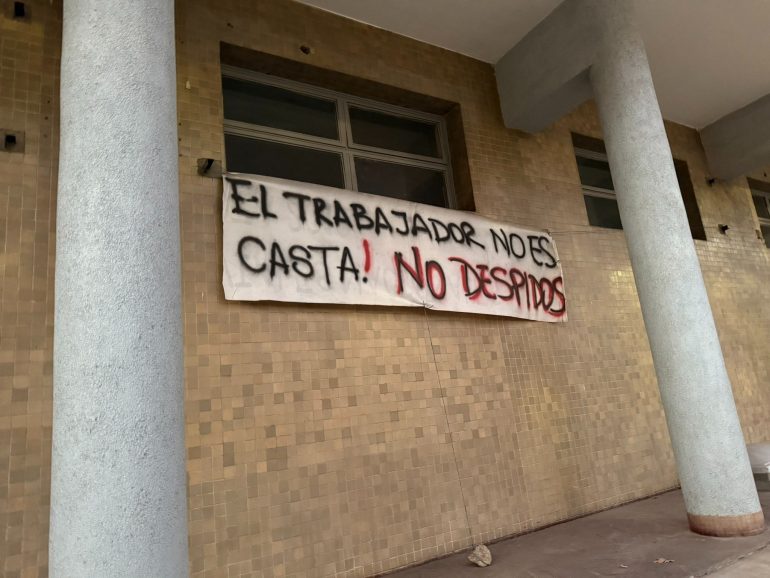 EL TRABAJADOR NO ES
CASTA! NO DESPIDOS